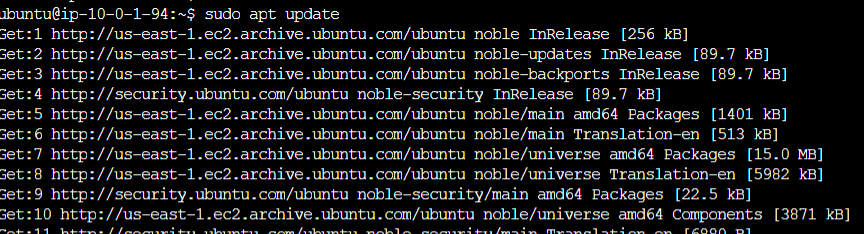 ubuntu@ip-10-0-1-94:~$ sudo apt update
Get:1 http://us-east-1.ec2.archive.ubuntu.com/ubuntu noble InRelease [256 kB]
Get:2 http://us-east-1.ec2.archive.ubuntu.com/ubuntu noble-updates InRelease [89.7 kB]
Get:3 http://us-east-1.ec2.archive.ubuntu.com/ubuntu noble-backports InRelease [89.7 kB]
Get:4 http://security.ubuntu.com/ubuntu noble-security InRelease [89.7 kB]
Get:5 http://us-east-1.ec2.archive.ubuntu.com/ubuntu noble/main amd64 Packages [1401 kB]
Get:6 http://us-east-1.ec2.archive.ubuntu.com/ubuntu noble/main Translation-en [513 kB]
Get:7 http://us-east-1.ec2.archive.ubuntu.com/ubuntu noble/universe amd64 Packages [15.0 MB]
Get:8 http://us-east-1.ec2.archive.ubuntu.com/ubuntu noble/universe Translation-en [5982 kB]
Get:9 http://security.ubuntu.com/ubuntu noble-security/main amd64 Packages [22.5 kB]
Get:10 http://us-east-1.ec2.archive.ubuntu.com/ubuntu noble/universe amd64 Components [3871 kB]
Get:11 http://security.ubuntu.com/ubuntu noble-security/main Translation-en [6880 B]